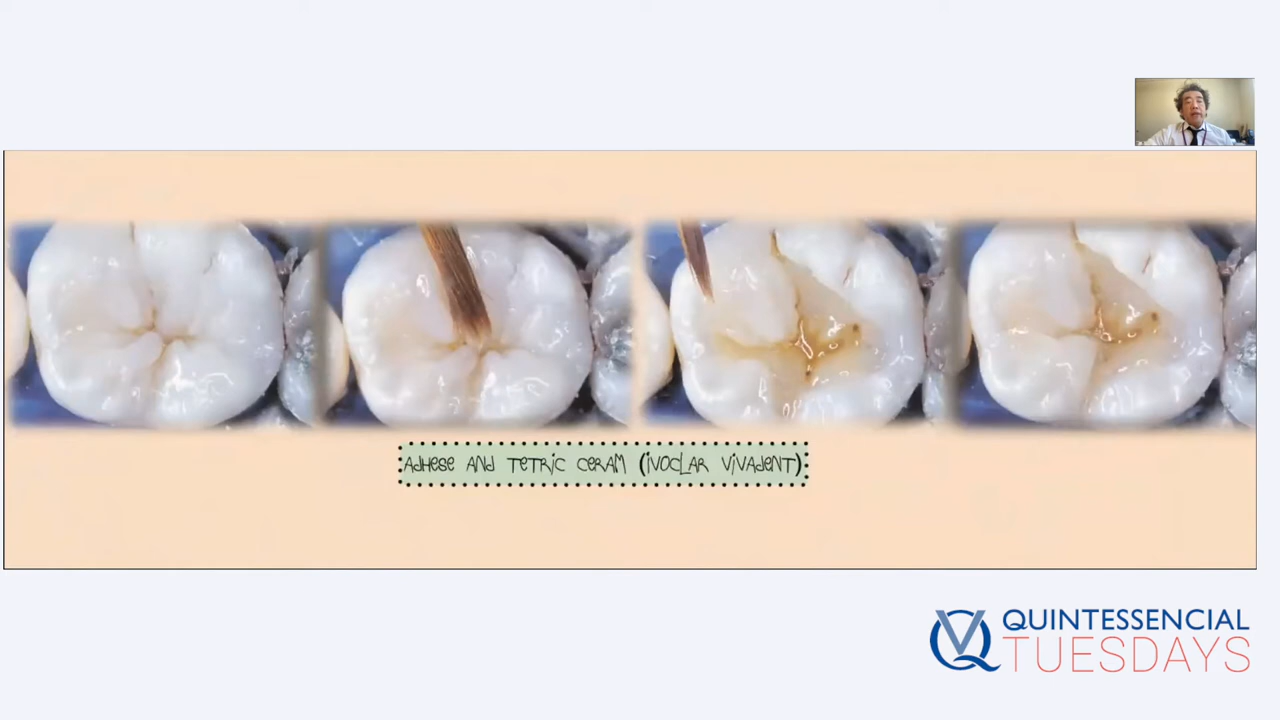 ADHESE AND TETRIC CERAM (IVOCLAR VIVADENT)
QUINTESSENCIAL
TUESDAYS